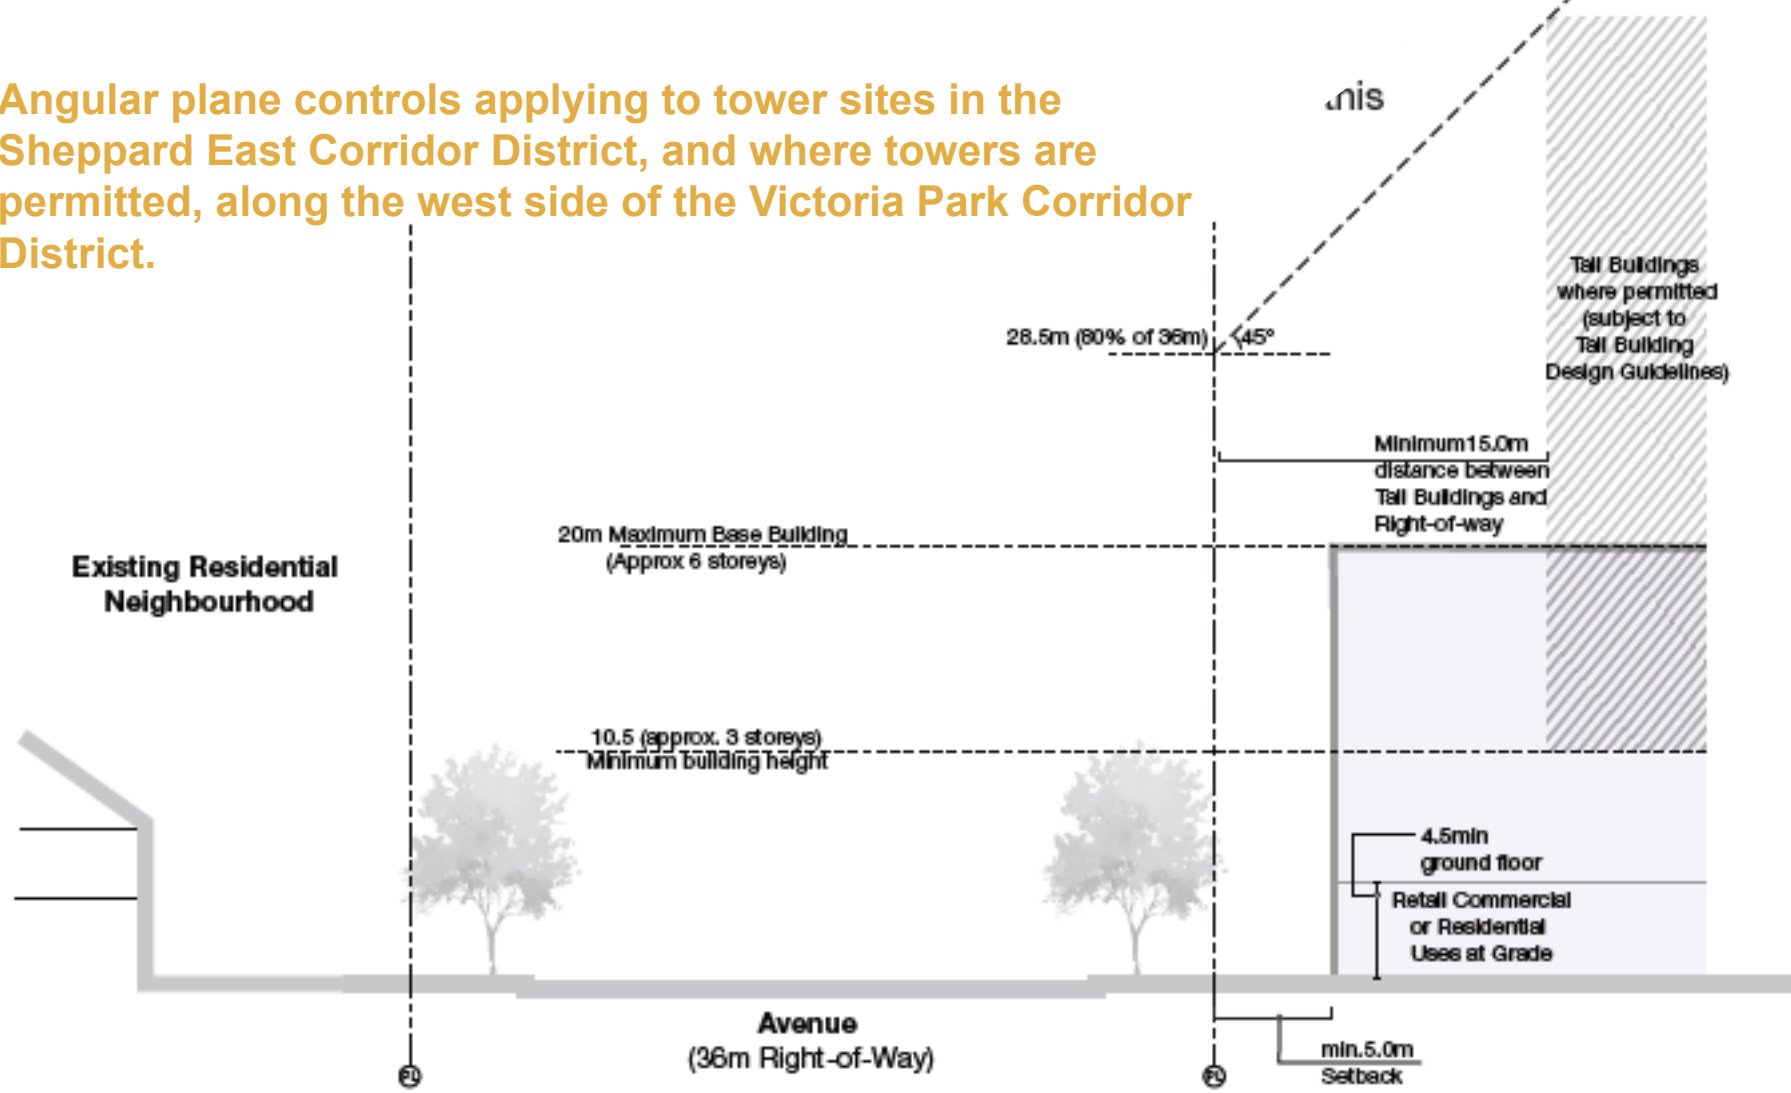 Angular plane controls applying to tower sites in the
Sheppard East Corridor District, and where towers are
permitted, along the west side of the Victoria Park Corridor
District.
28.5m (80% of 36m)
45°
Tall Buildings
where permitted
(subject to
Tall Building
Design Guidelines)
Minimum15.0m
distance between
Tall Buildings and
Right-of-way
20m Maximum Base Building
(Approx 6 storeys)
Existing Residential
Neighbourhood
10.5 (approx. 3 storeys)
Minimum building height
4.5min
ground floor
Retail Commercial
or Residential
Uses at Grade
Avenue
(36m Right-of-Way)
min.5.0m
Setback
PL
PL